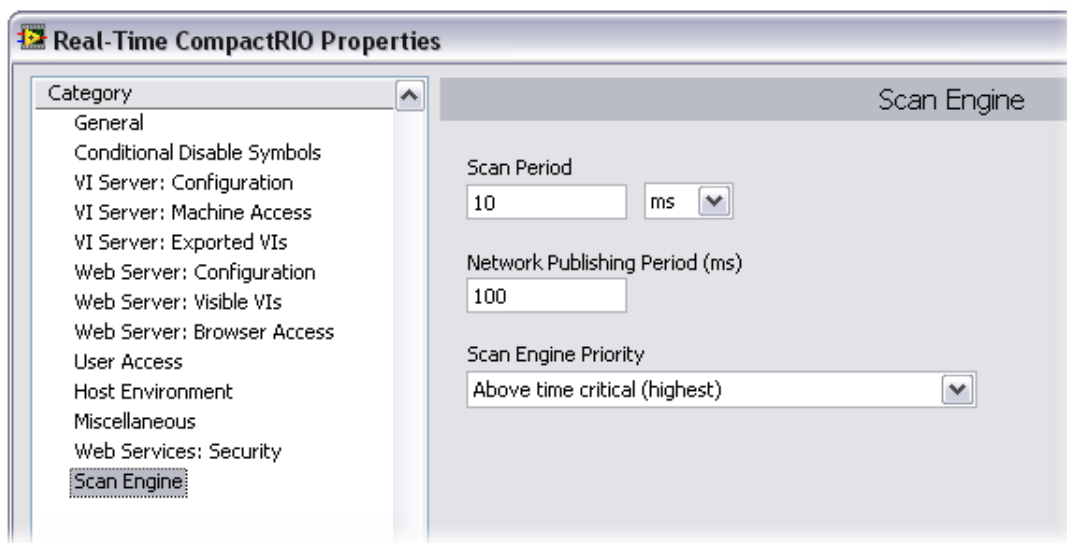 Real-Time CompactRIO Properties
Category
General
Conditional Disable Symbols
VI Server: Configuration
VI Server: Machine Access
VI Server: Exported VIs
Web Server: Configuration
Web Server: Visible VIs
Web Server: Browser Access
User Access
Host Environment
Miscellaneous
Web Services: Security
Scan Engine
Scan Engine
Scan Period
10 ms
Network Publishing Period (ms)
100
Scan Engine Priority
Above time critical (highest)